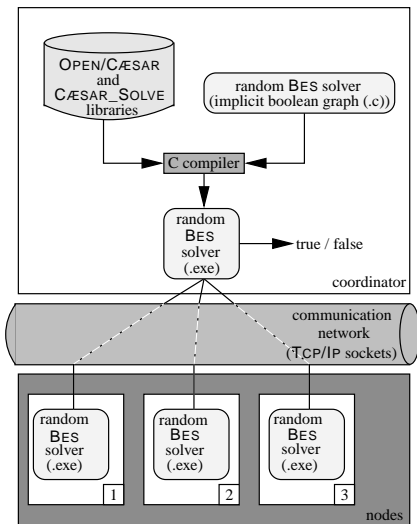 OPEN/CÆSAR
and
CÆSAR_SOLVE
libraries
random BES solver
(implicit boolean graph (.c))
C compiler
random
BES
solver
(.exe)
true / false
coordinator
communication
network
(TCP/IP sockets)
random
BES
solver
(.exe)
1
random
BES
solver
(.exe)
2
random
BES
solver
(.exe)
3
nodes